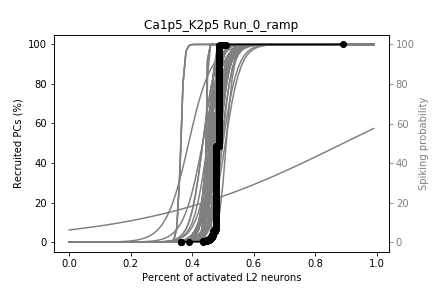 Ca1p5_K2p5 Run_0_ramp
100
80
60
40
20
0
Recruited PCs (%)
100
80
60
40
20
0
Spiking probability
0.0 0.2 0.4 0.6 0.8 1.0
Percent of activated L2 neurons